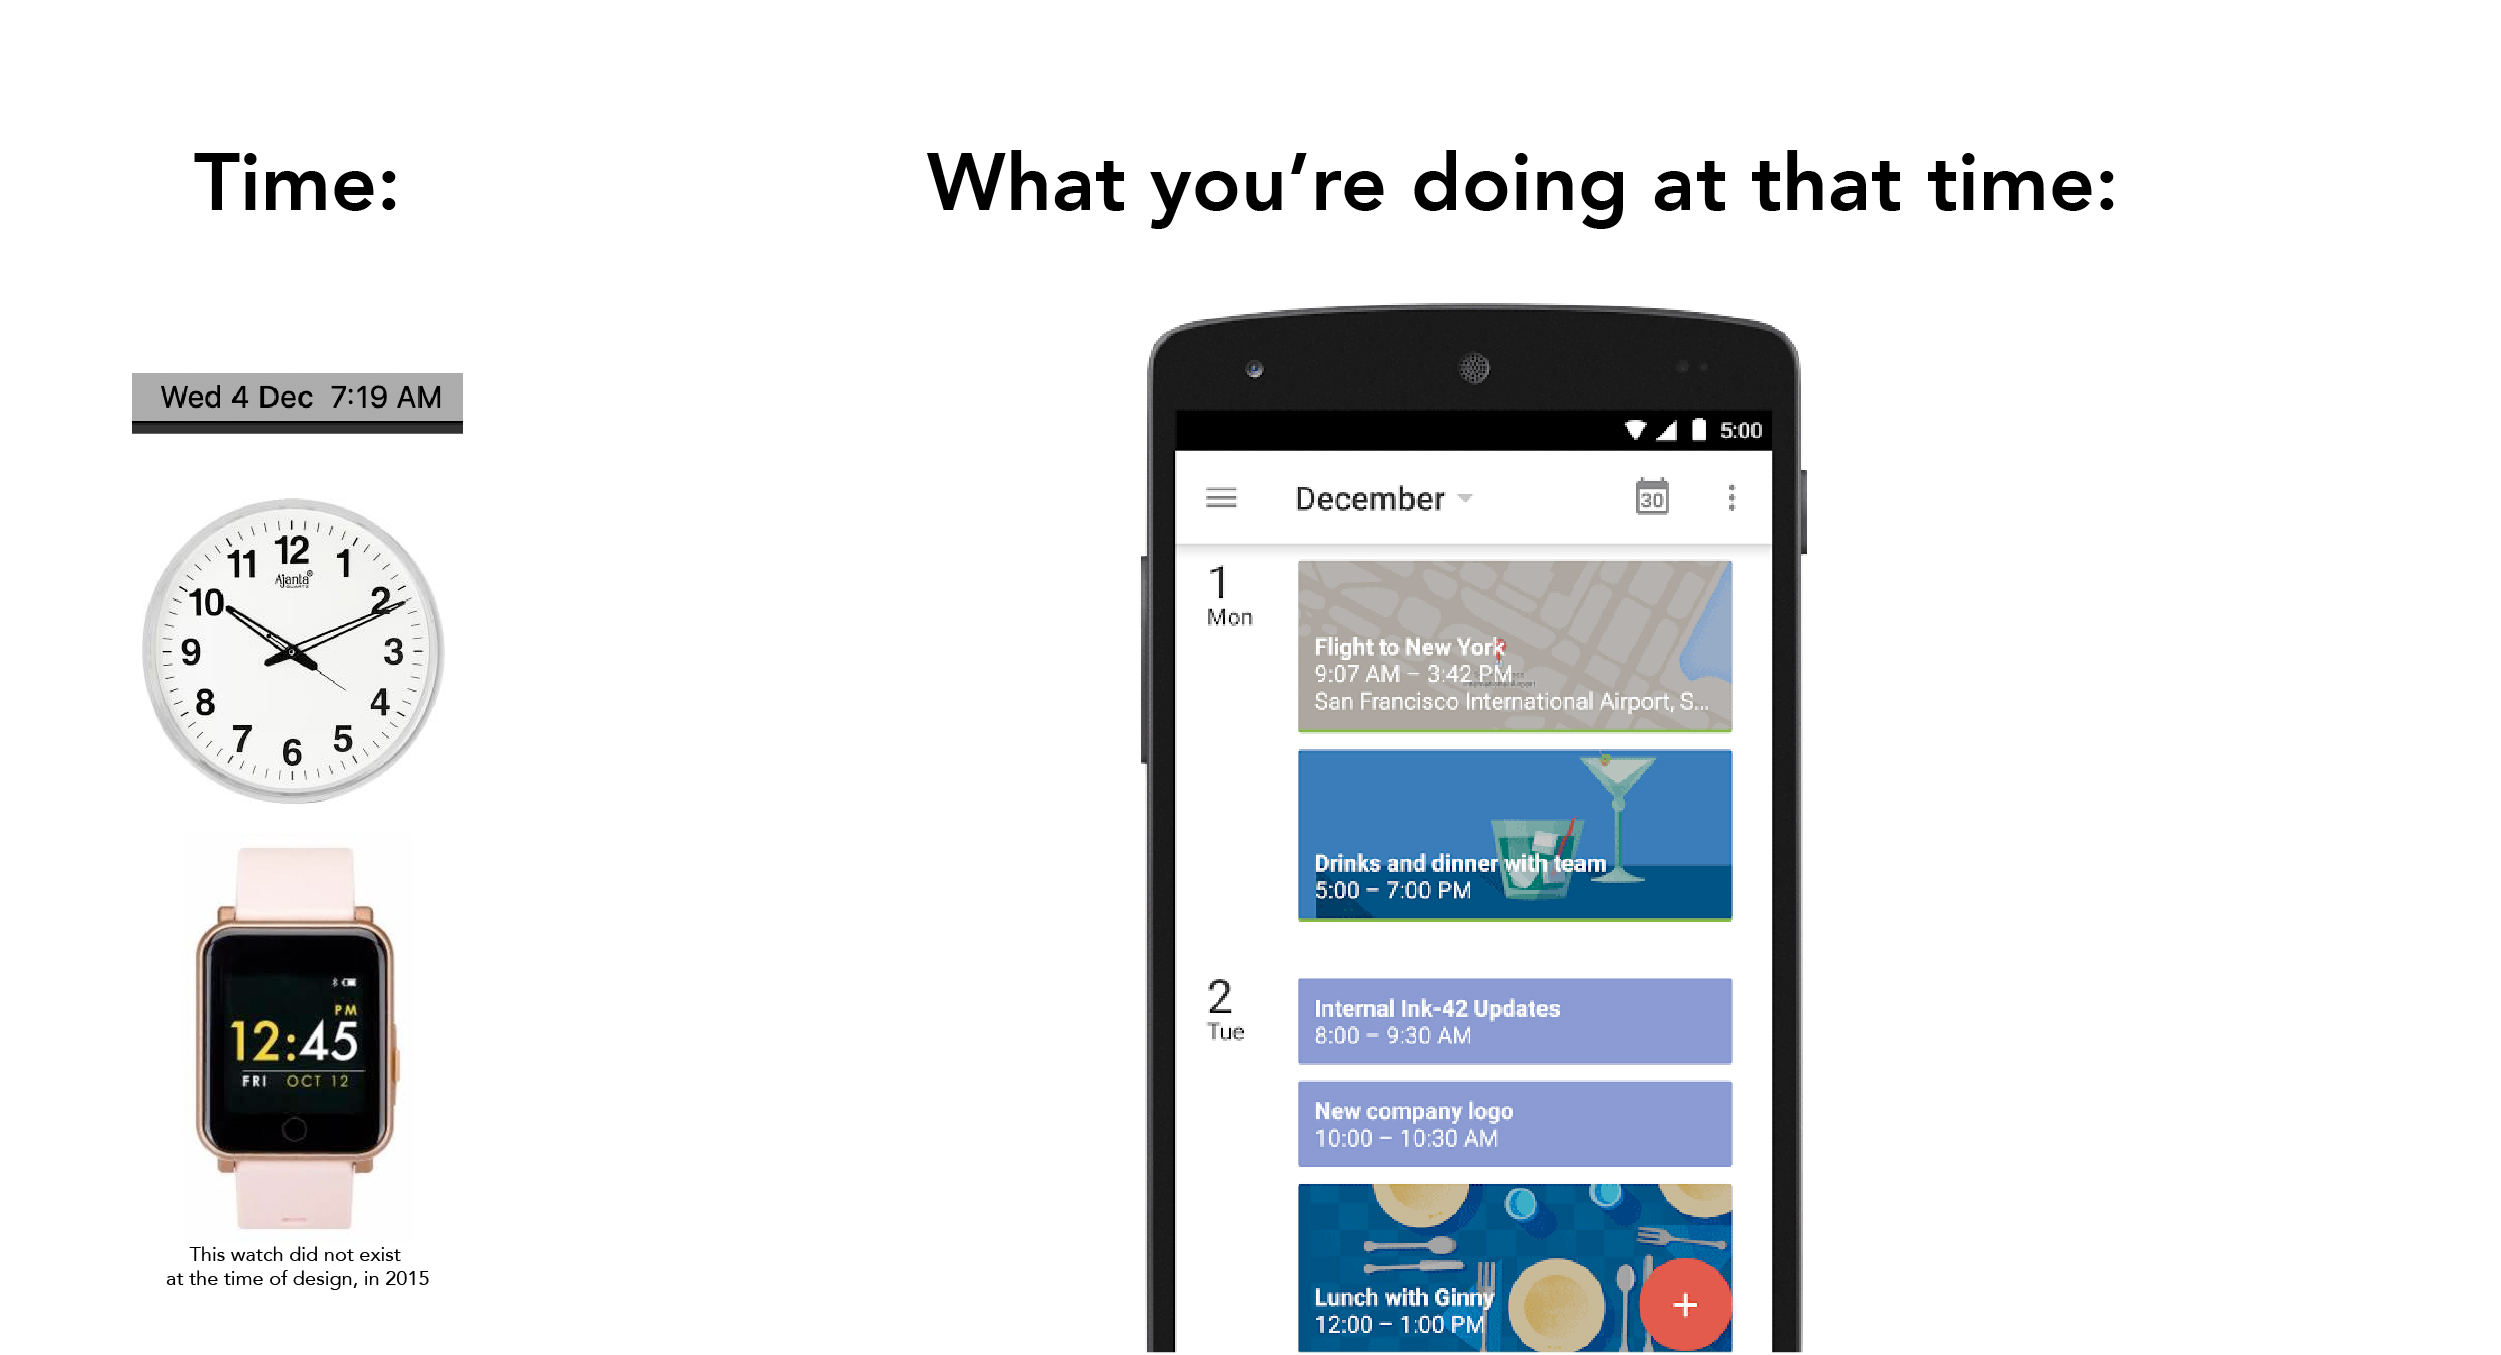 Time:
What you're doing at that time:
Wed 4 Dec 7:19 AM
12
11
1
Ajanta®
QUARTZ
10
2
9
3
8
4
7
5
6
PM
12:45
FRI OCT 12
This watch did not exist
at the time of design, in 2015
5:00
December
30
1
Mon
Flight to New York
9:07 AM – 3:42 PM
San Francisco International Airport, S...
Drinks and dinner with team
5:00 – 7:00 PM
2
Tue
Internal Ink-42 Updates
8:00 – 9:30 AM
New company logo
10:00 – 10:30 AM
Lunch with Ginny
12:00 – 1:00 PM
+